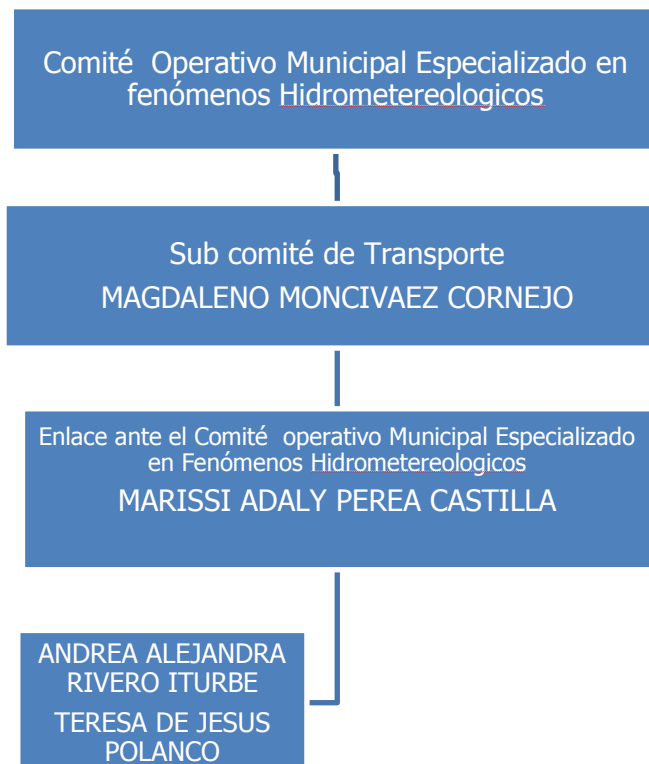 Comité  Operativo Municipal Especializado en
fenómenos Hidrometereologicos
Sub comité de Transporte
MAGDALENO MONCIVAEZ CORNEJO
Enlace ante el Comité  operativo Municipal Especializado
en Fenómenos Hidrometereologicos
MARISSI ADALY PEREA CASTILLA
ANDREA ALEJANDRA
RIVERO ITURBE
TERESA DE JESUS
POLANCO